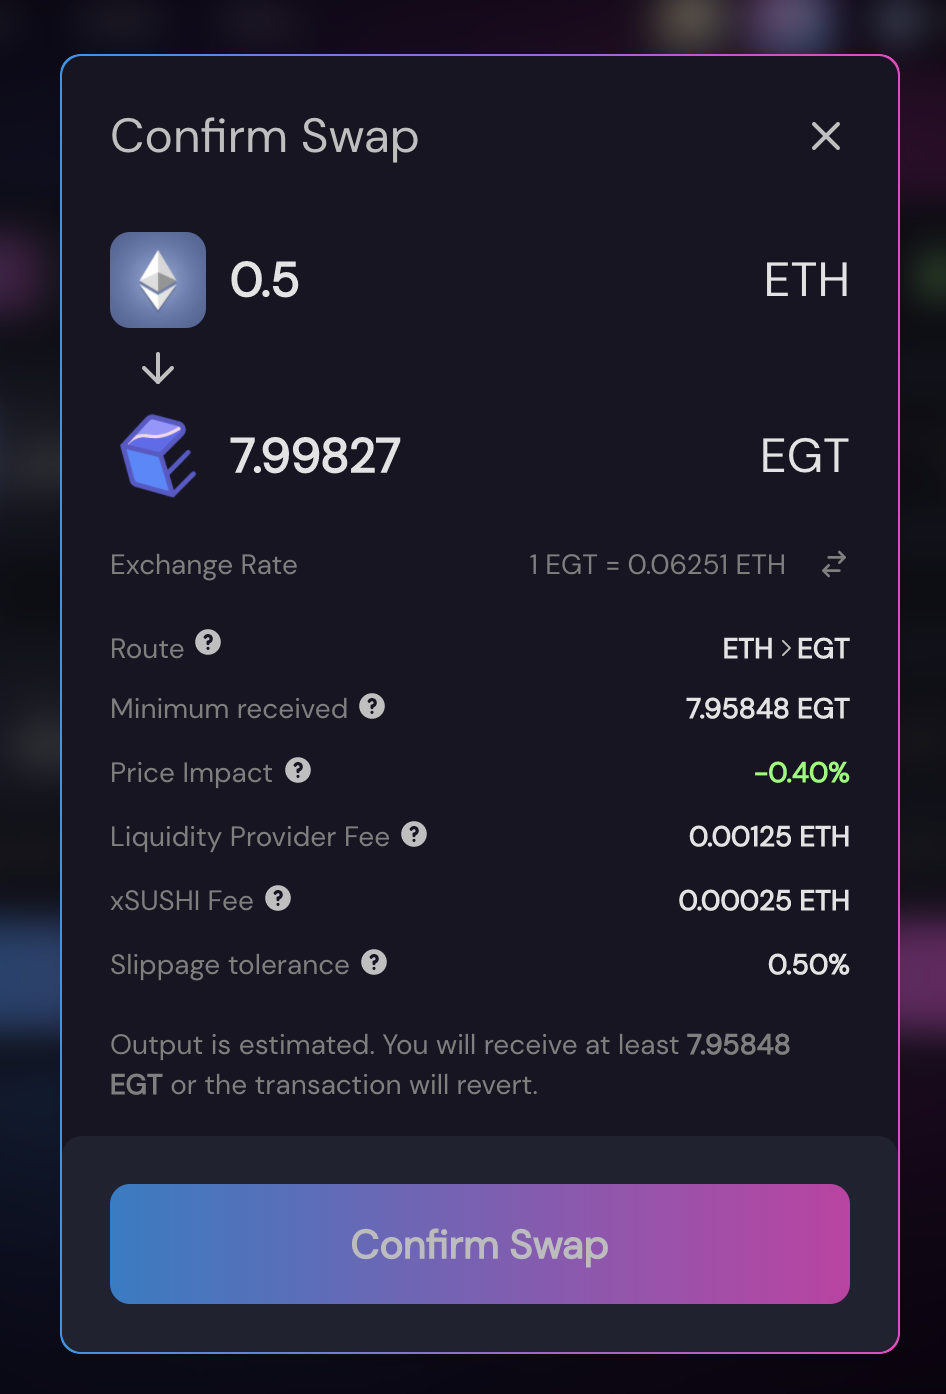 Confirm Swap
0.5 ETH
7.99827 EGT
Exchange Rate 1 EGT = 0.06251 ETH
Route ? ETH > EGT
Minimum received ? 7.95848 EGT
Price Impact ? -0.40%
Liquidity Provider Fee ? 0.00125 ETH
xSUSHI Fee ? 0.00025 ETH
Slippage tolerance ? 0.50%
Output is estimated. You will receive at least 7.95848
EGT or the transaction will revert.
Confirm Swap